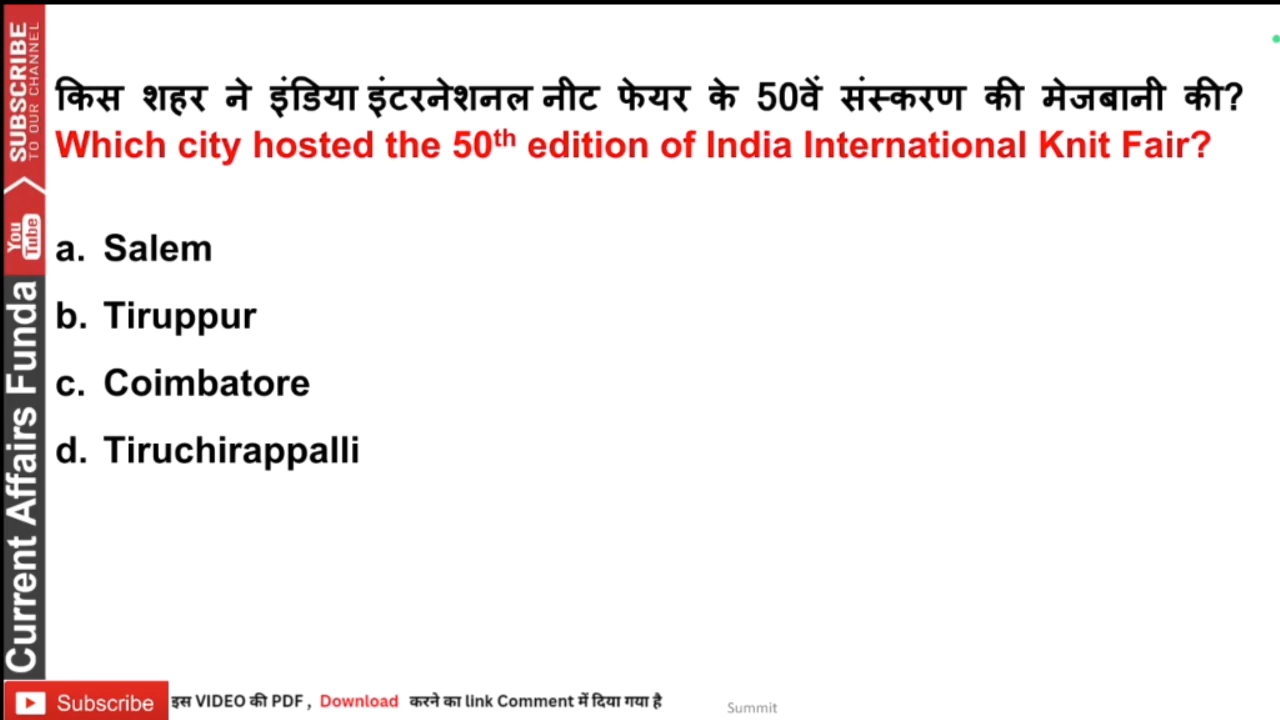 किस शहर ने इंडिया इंटरनेशनल नीट फेयर के 50वें संस्करण की मेजबानी की?
Which city hosted the 50th edition of India International Knit Fair?
a. Salem
b. Tiruppur
c. Coimbatore
d. Tiruchirappalli
SUBSCRIBE
TO OUR CHANNEL
You
Tube
Current Affairs Funda
Subscribe इस VIDEO की PDF , Download करने का link Comment में दिया गया है
Summit